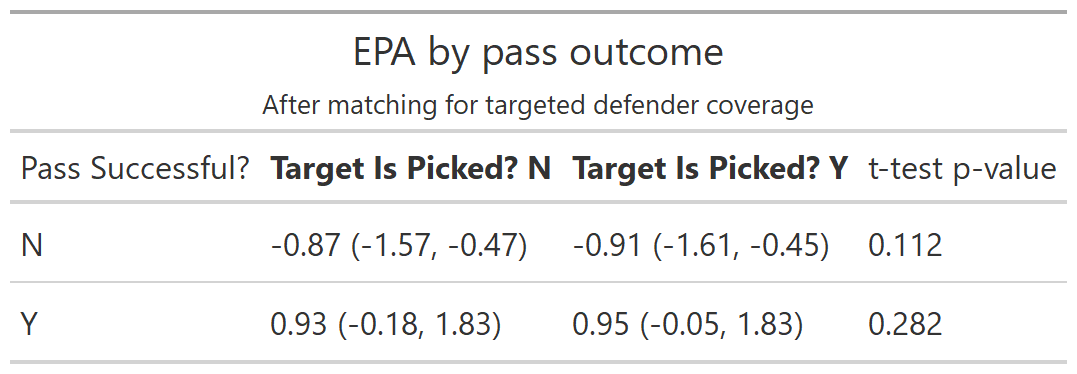 EPA by pass outcome
After matching for targeted defender coverage
Pass Successful? Target Is Picked? N Target Is Picked? Y t-test p-value
N -0.87 (-1.57, -0.47) -0.91 (-1.61, -0.45) 0.112
Y 0.93 (-0.18, 1.83) 0.95 (-0.05, 1.83) 0.282